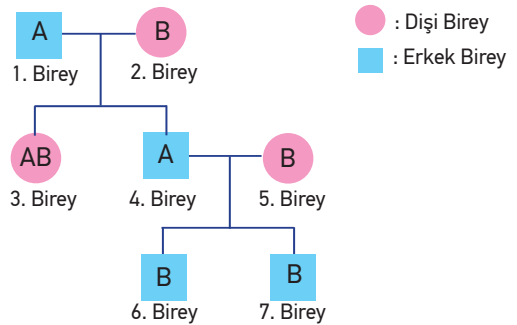 A
B
: Dişi Birey
: Erkek Birey
1. Birey
2. Birey
AB
A
B
3. Birey
4. Birey
5. Birey
B
B
6. Birey
7. Birey